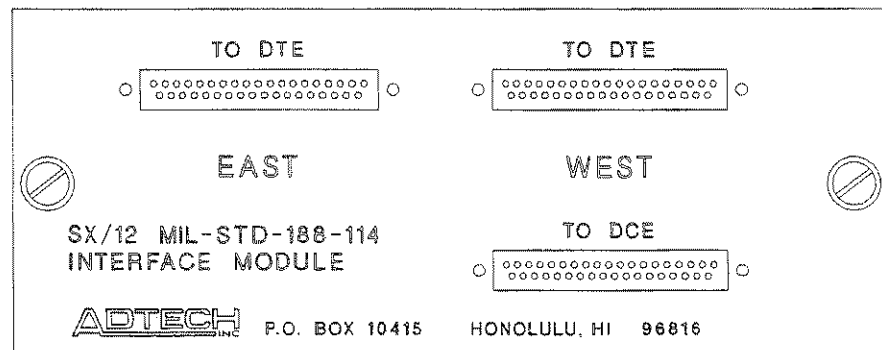 TO DTE
TO DTE
EAST
WEST
TO DCE
SX/12 MIL-STD-188-114
INTERFACE MODULE
ADTECH INC
P.O. BOX 10415 HONOLULU, HI 96816